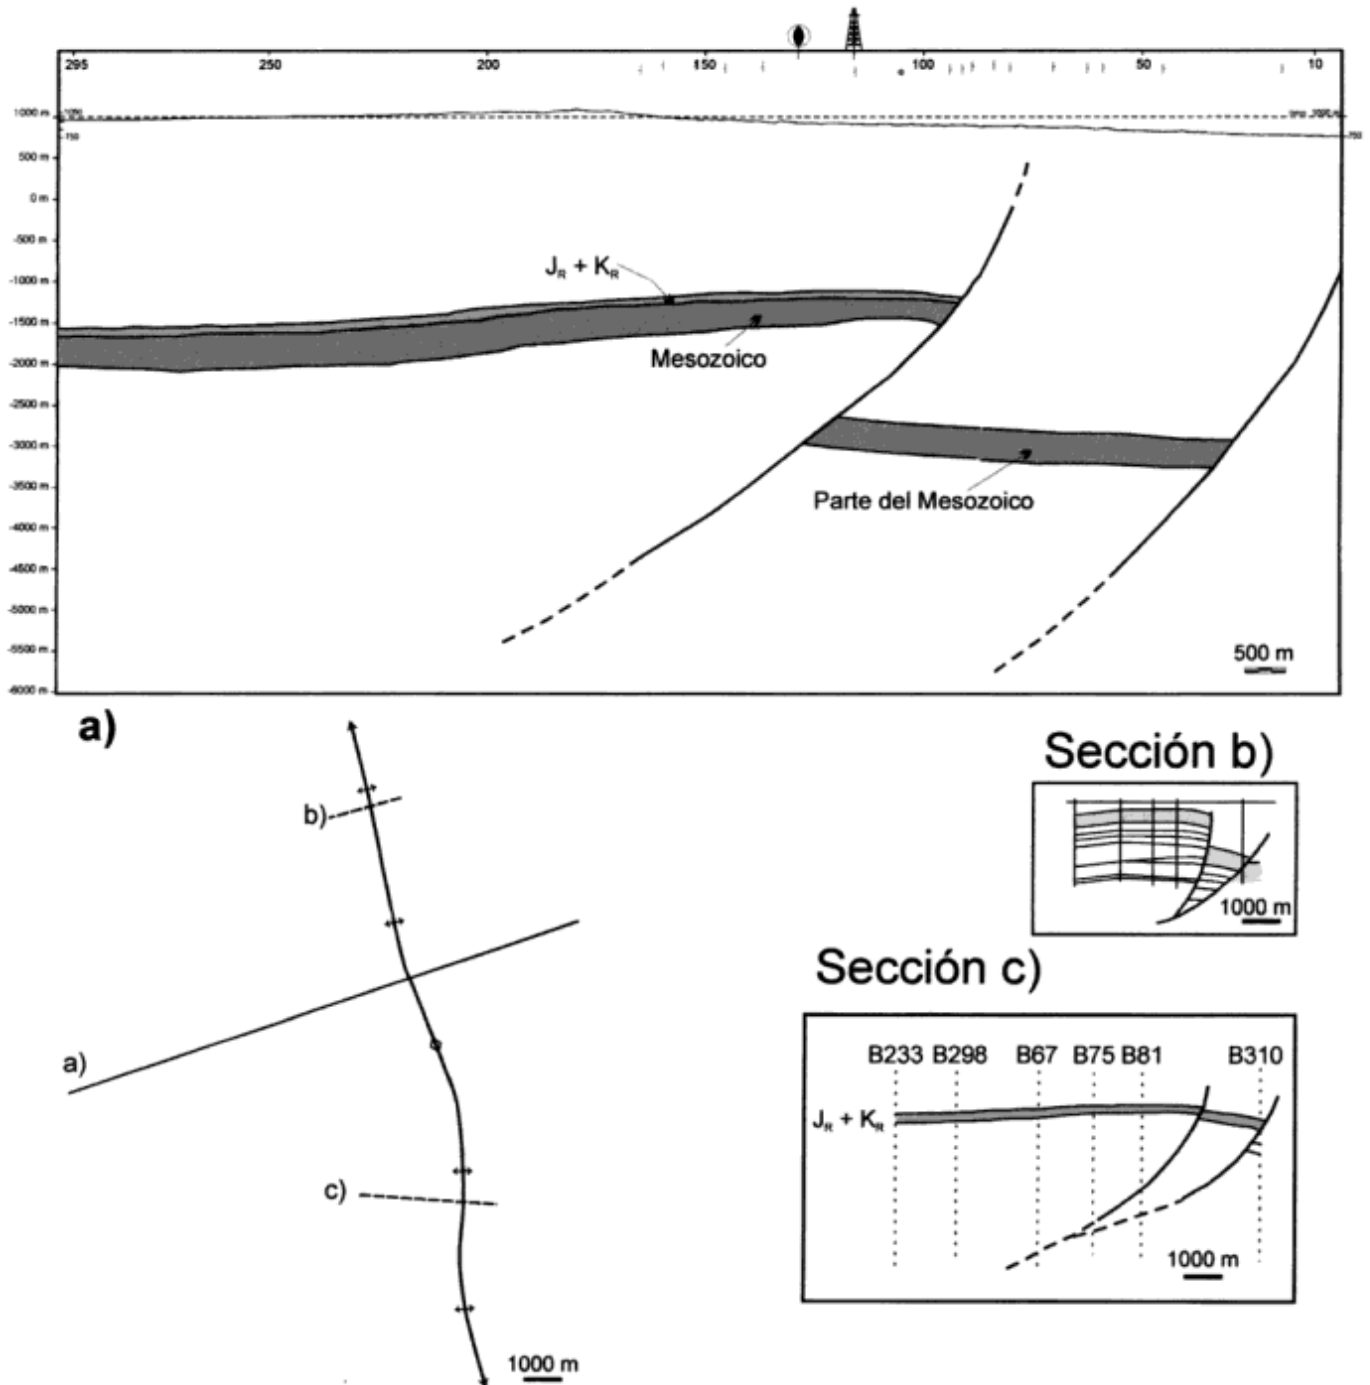 295 250 200 150 100 50 10
1000 m
500 m
0 m
-500 m
-1000 m
-1500 m
-2000 m
-2500 m
-3000 m
-3500 m
-4000 m
-4500 m
-5000 m
-5500 m
-6000 m
750
750
J_R + K_R
Mesozoico
Parte del Mesozoico
500 m
a)
b)
a)
c)
1000 m
Sección b)
1000 m
Sección c)
B233 B298 B67 B75 B81 B310
J_R + K_R
1000 m